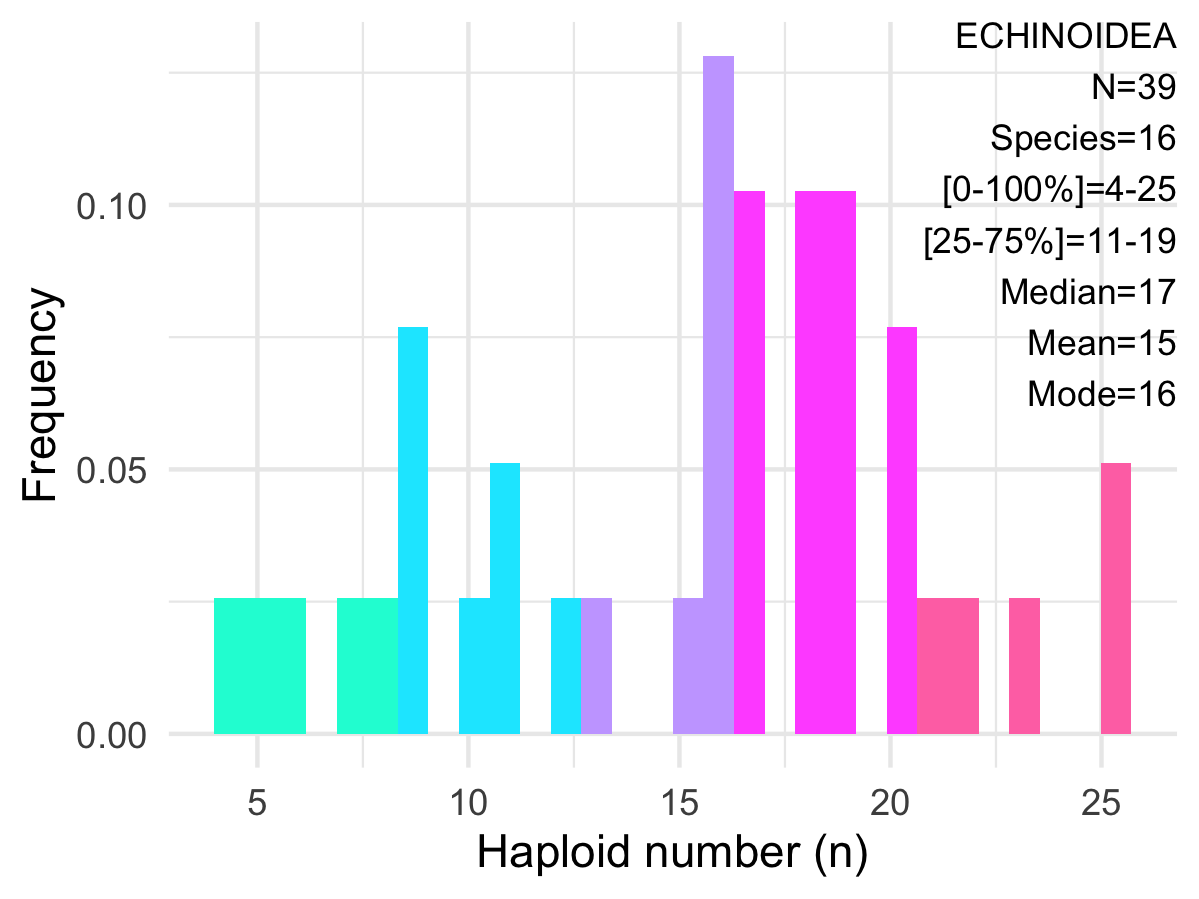 ECHINOIDEA
N=39
Species=16
[0-100%]=4-25
[25-75%]=11-19
Median=17
Mean=15
Mode=16
Frequency
0.10
0.05
0.00
5 10 15 20 25
Haploid number (n)